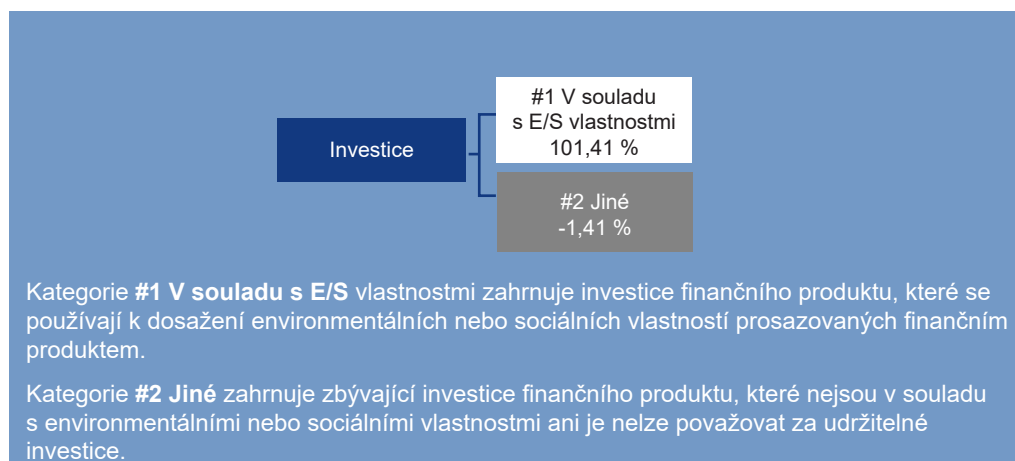 #1 V souladu
s E/S vlastnostmi
101,41 %
Investice
#2 Jiné
-1,41 %
Kategorie #1 V souladu s E/S vlastnostmi zahrnuje investice finančního produktu, které se
používají k dosažení environmentálních nebo sociálních vlastností prosazovaných finančním
produktem.
Kategorie #2 Jiné zahrnuje zbývající investice finančního produktu, které nejsou v souladu
s environmentálními nebo sociálními vlastnostmi ani je nelze považovat za udržitelné
investice.